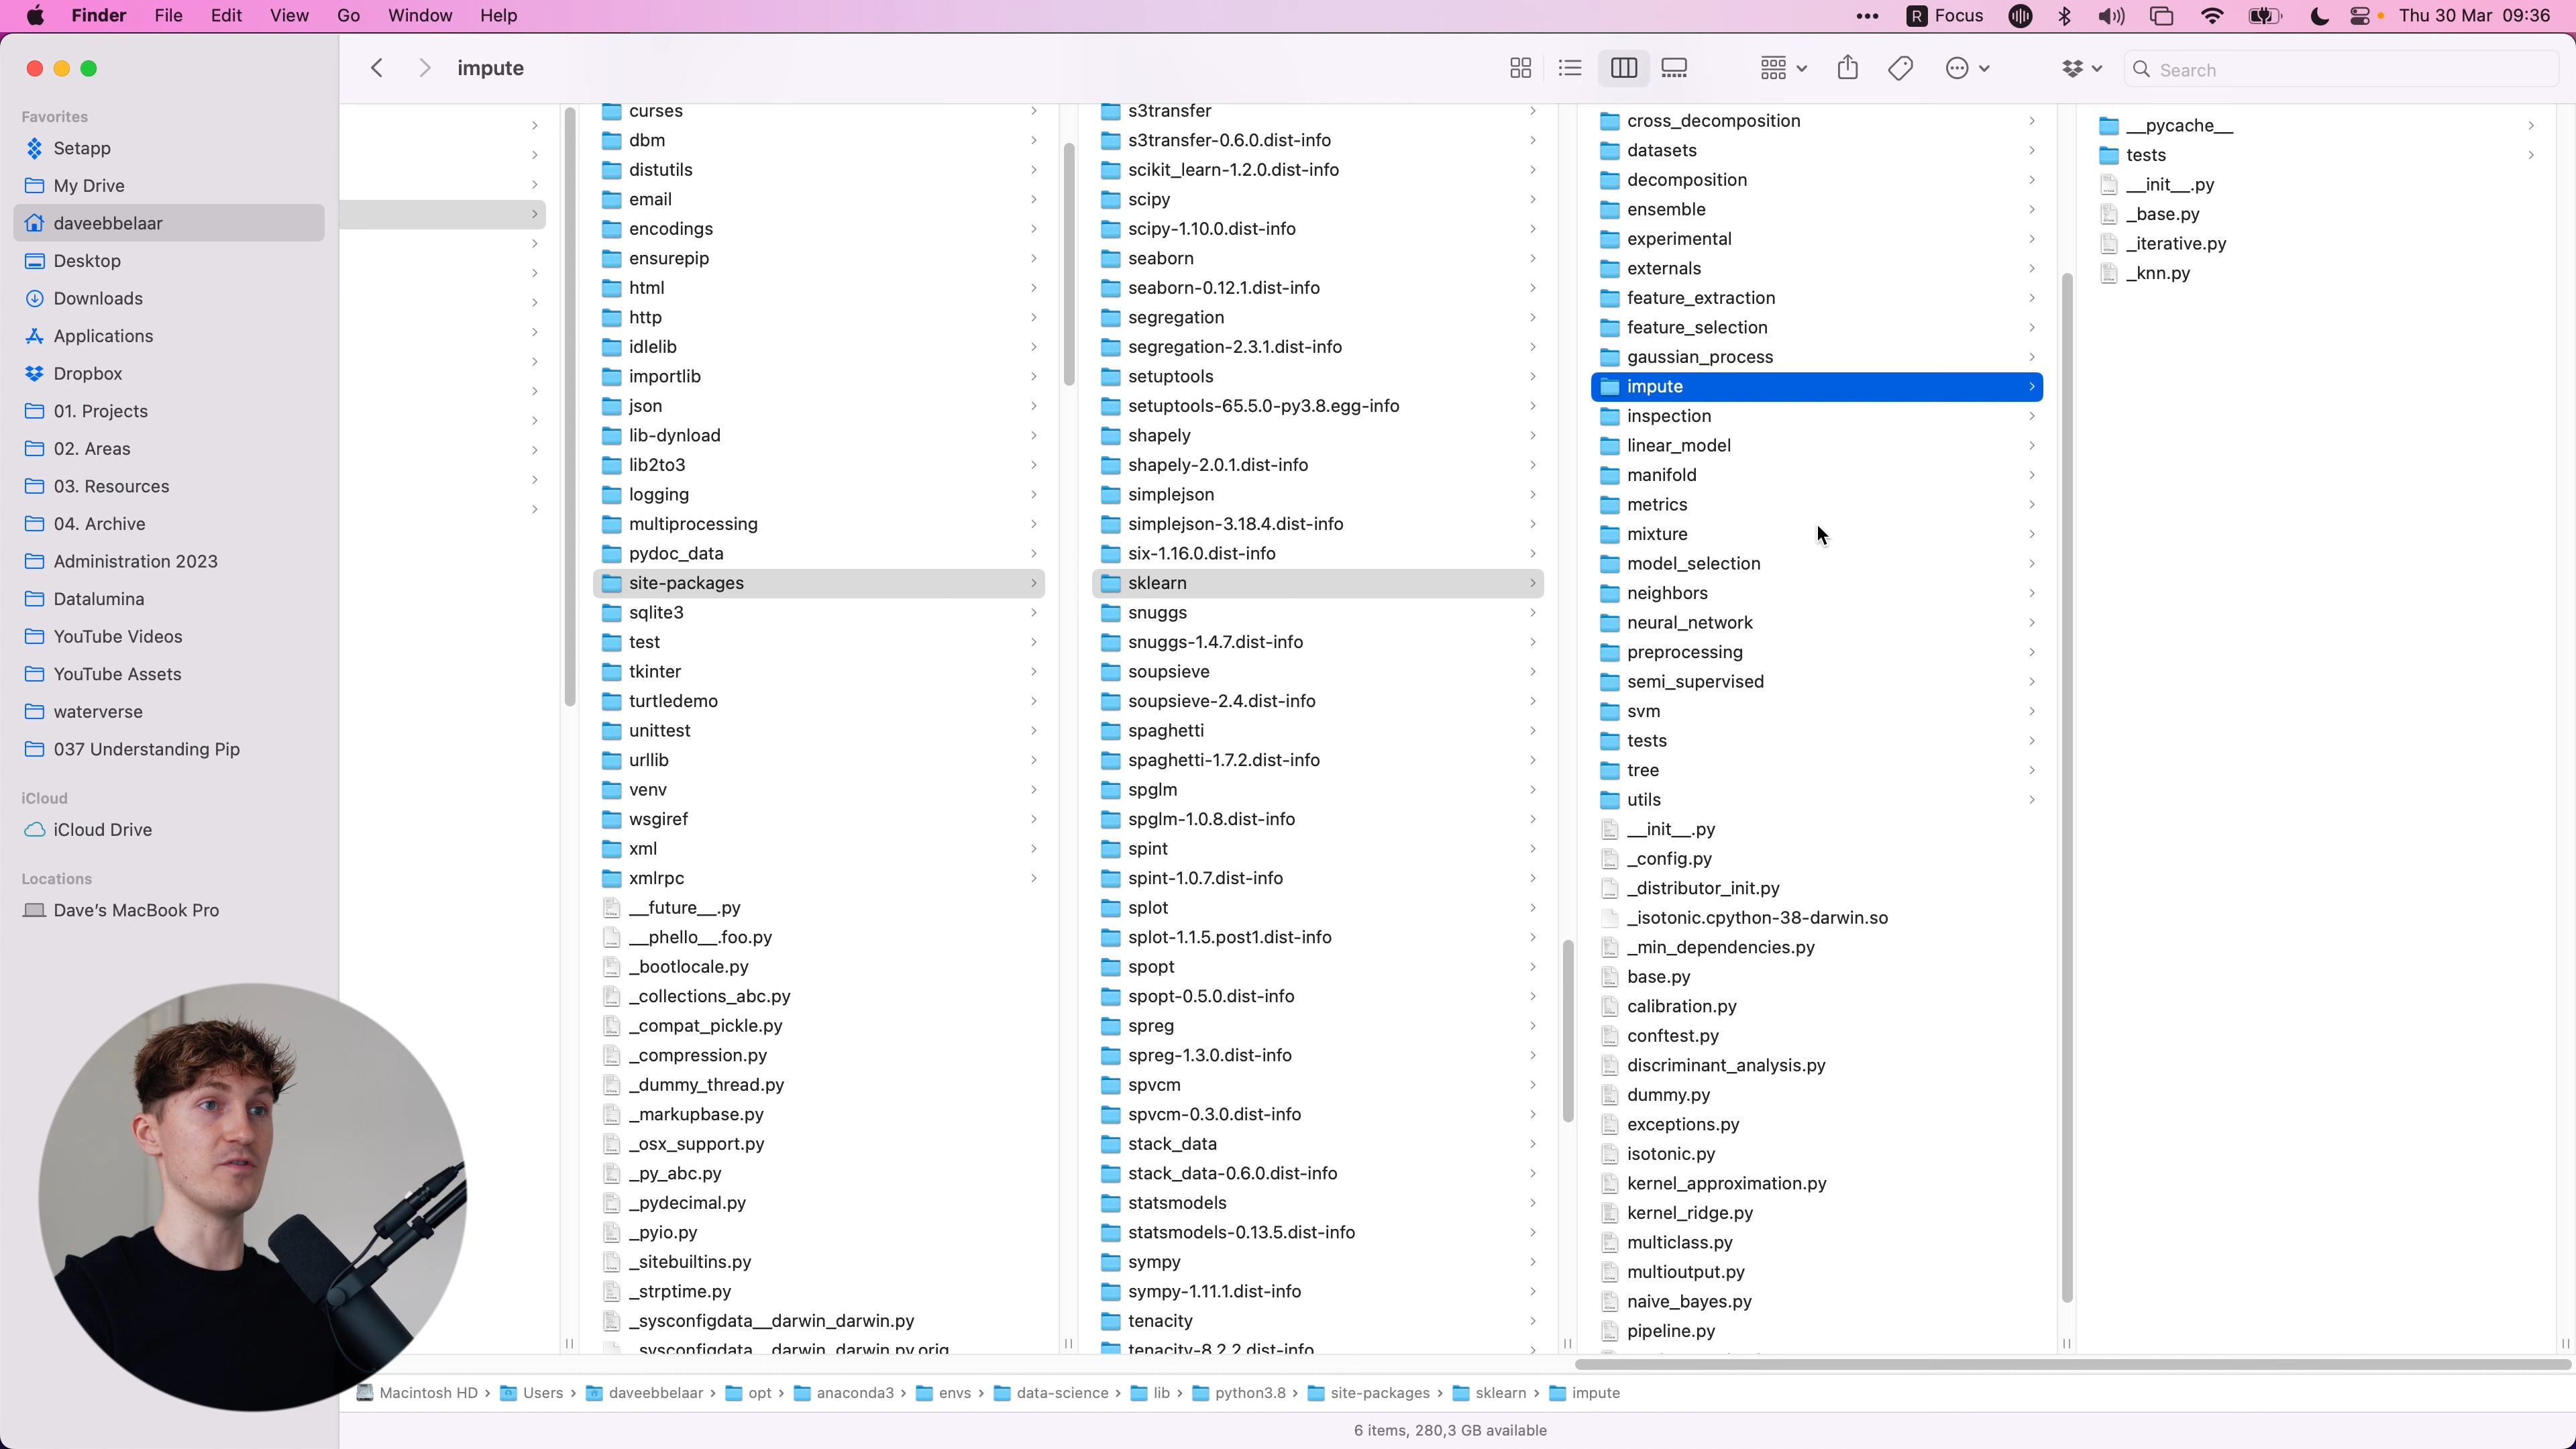 Finder File Edit View Go Window Help
R Focus Thu 30 Mar 09:36
impute
Search
Favorites
Setapp
My Drive
daveebbelaar
Desktop
Downloads
Applications
Dropbox
01. Projects
02. Areas
03. Resources
04. Archive
Administration 2023
Datalumina
YouTube Videos
YouTube Assets
waterverse
037 Understanding Pip
iCloud
iCloud Drive
Locations
Dave's MacBook Pro
curses
dbm
distutils
email
encodings
ensurepip
html
http
idlelib
importlib
json
lib-dynload
lib2to3
logging
multiprocessing
pydoc_data
site-packages
sqlite3
test
tkinter
turtledemo
unittest
urllib
venv
wsgiref
xml
xmlrpc
__future__.py
__phello__.foo.py
_bootlocale.py
_collections_abc.py
_compat_pickle.py
_compression.py
_dummy_thread.py
_markupbase.py
_osx_support.py
_py_abc.py
_pydecimal.py
_pyio.py
_sitebuiltins.py
_strptime.py
_sysconfigdata__darwin_darwin.py
_sysconfigdata__darwin_darwin.py.orig
s3transfer
s3transfer-0.6.0.dist-info
scikit_learn-1.2.0.dist-info
scipy
scipy-1.10.0.dist-info
seaborn
seaborn-0.12.1.dist-info
segregation
segregation-2.3.1.dist-info
setuptools
setuptools-65.5.0-py3.8.egg-info
shapely
shapely-2.0.1.dist-info
simplejson
simplejson-3.18.4.dist-info
six-1.16.0.dist-info
sklearn
snuggs
snuggs-1.4.7.dist-info
soupsieve
soupsieve-2.4.dist-info
spaghetti
spaghetti-1.7.2.dist-info
spglm
spglm-1.0.8.dist-info
spint
spint-1.0.7.dist-info
splot
splot-1.1.5.post1.dist-info
spopt
spopt-0.5.0.dist-info
spreg
spreg-1.3.0.dist-info
spvcm
spvcm-0.3.0.dist-info
stack_data
stack_data-0.6.0.dist-info
statsmodels
statsmodels-0.13.5.dist-info
sympy
sympy-1.11.1.dist-info
tenacity
tenacity-8.2.2.dist-info
cross_decomposition
datasets
decomposition
ensemble
experimental
externals
feature_extraction
feature_selection
gaussian_process
impute
inspection
linear_model
manifold
metrics
mixture
model_selection
neighbors
neural_network
preprocessing
semi_supervised
svm
tests
tree
utils
__init__.py
_config.py
_distributor_init.py
_isotonic.cpython-38-darwin.so
_min_dependencies.py
base.py
calibration.py
conftest.py
discriminant_analysis.py
dummy.py
exceptions.py
isotonic.py
kernel_approximation.py
kernel_ridge.py
multiclass.py
multioutput.py
naive_bayes.py
pipeline.py
__pycache__
tests
__init__.py
_base.py
_iterative.py
_knn.py
Macintosh HD › Users › daveebbelaar › opt › anaconda3 › envs › data-science › lib › python3.8 › site-packages › sklearn › impute
6 items, 280,3 GB available